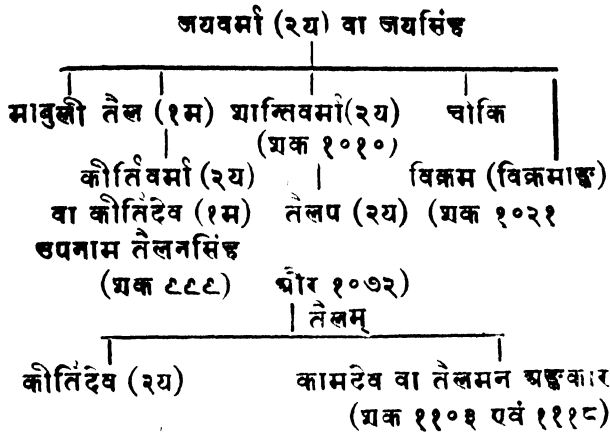 जयवर्मा (२य) वा जयसिंह
मावुली तैल (१म) शान्तिवर्मा (२य) चोकि
(शक १०१०)
कीर्तिवर्मा (२य) विक्रम (विक्रमाङ्क)
वा कीर्तिदेव (१म) तैलप (२य) (शक १०२१
उपनाम तैलनसिंह
(शक ९९९) और १०७२)
तैलम्
कीर्तिदेव (२य) कामदेव वा तैलमन अङ्ककार
(शक ११०३ एवं १११८)